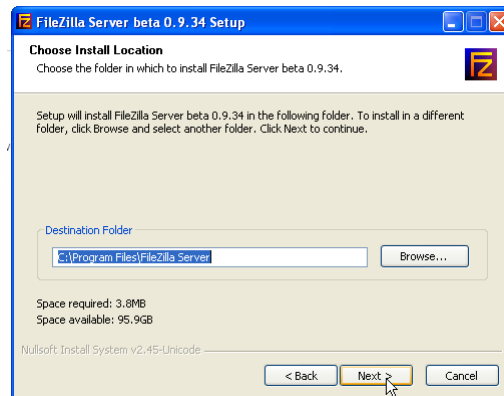 FileZilla Server beta 0.9.34 Setup
Choose Install Location
Choose the folder in which to install FileZilla Server beta 0.9.34.
FZ
Setup will install FileZilla Server beta 0.9.34 in the following folder. To install in a different
folder, click Browse and select another folder. Click Next to continue.
Destination Folder
C:\Program Files\FileZilla Server
Browse...
Space required: 3.8MB
Space available: 95.9GB
Nullsoft Install System v2.45-Unicode
< Back
Next >
Cancel